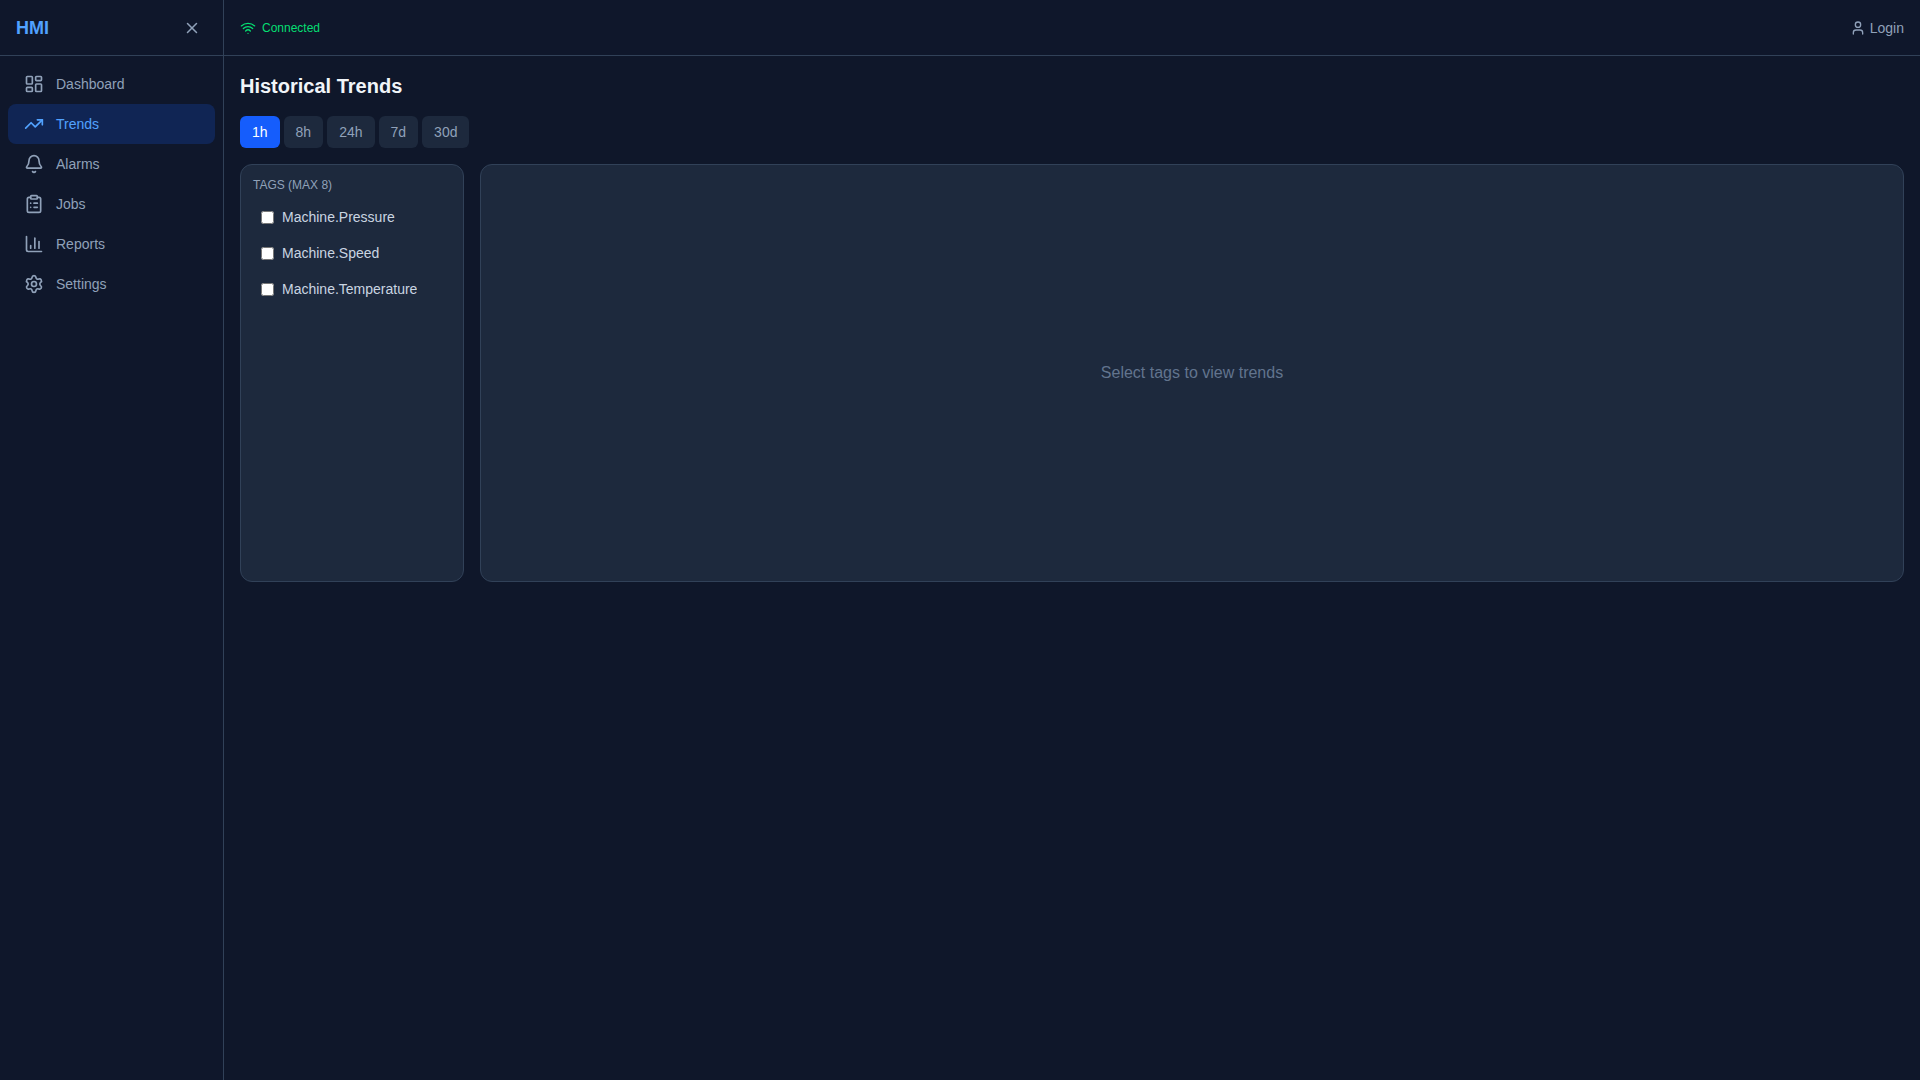 HMI
Connected
Login
Dashboard
Trends
Alarms
Jobs
Reports
Settings
Historical Trends
1h 8h 24h 7d 30d
TAGS (MAX 8)
Machine.Pressure
Machine.Speed
Machine.Temperature
Select tags to view trends